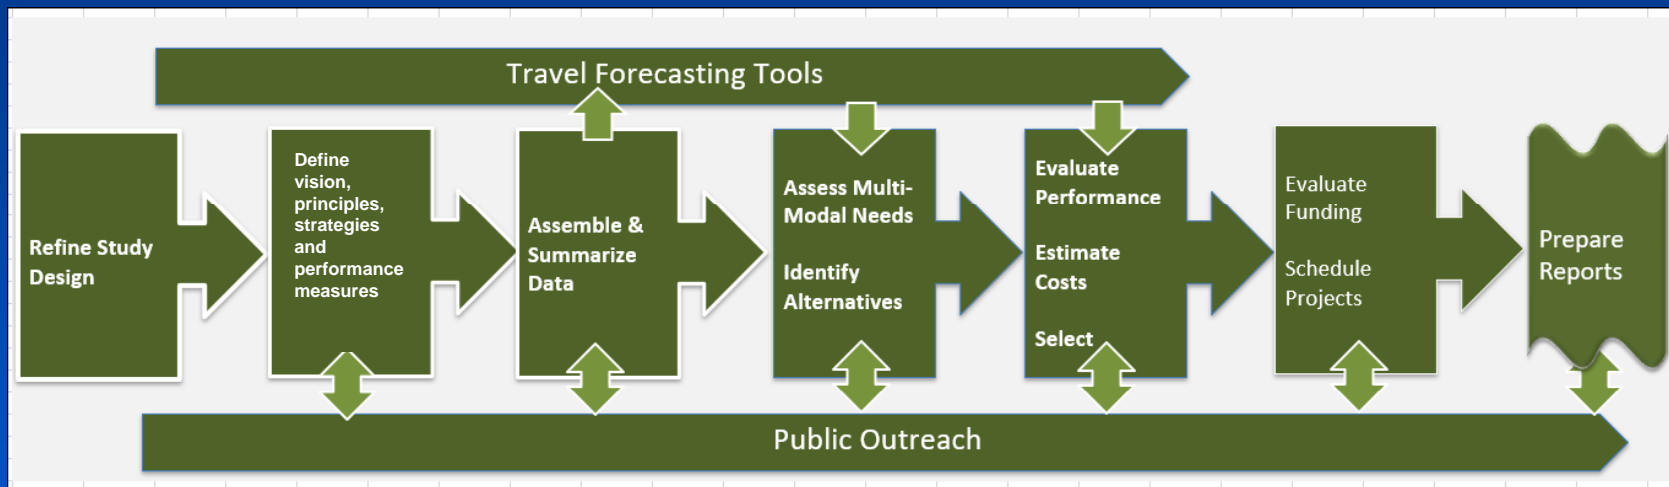 Travel Forecasting Tools
Refine Study
Design
Define
vision,
principles,
strategies
and
performance
measures
Assemble &
Summarize
Data
Assess Multi-
Modal Needs
Identify
Alternatives
Evaluate
Performance
Estimate
Costs
Select
Evaluate
Funding
Schedule
Projects
Prepare
Reports
Public Outreach